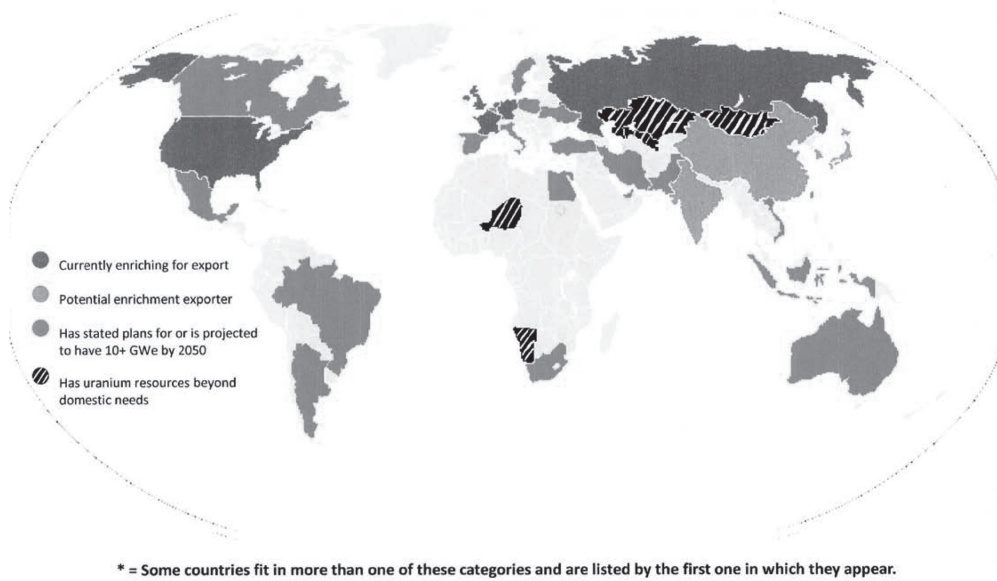 Currently enriching for export
Potential enrichment exporter
Has stated plans for or is projected
to have 10+ GWe by 2050
Has uranium resources beyond
domestic needs
* = Some countries fit in more than one of these categories and are listed by the first one in which they appear.